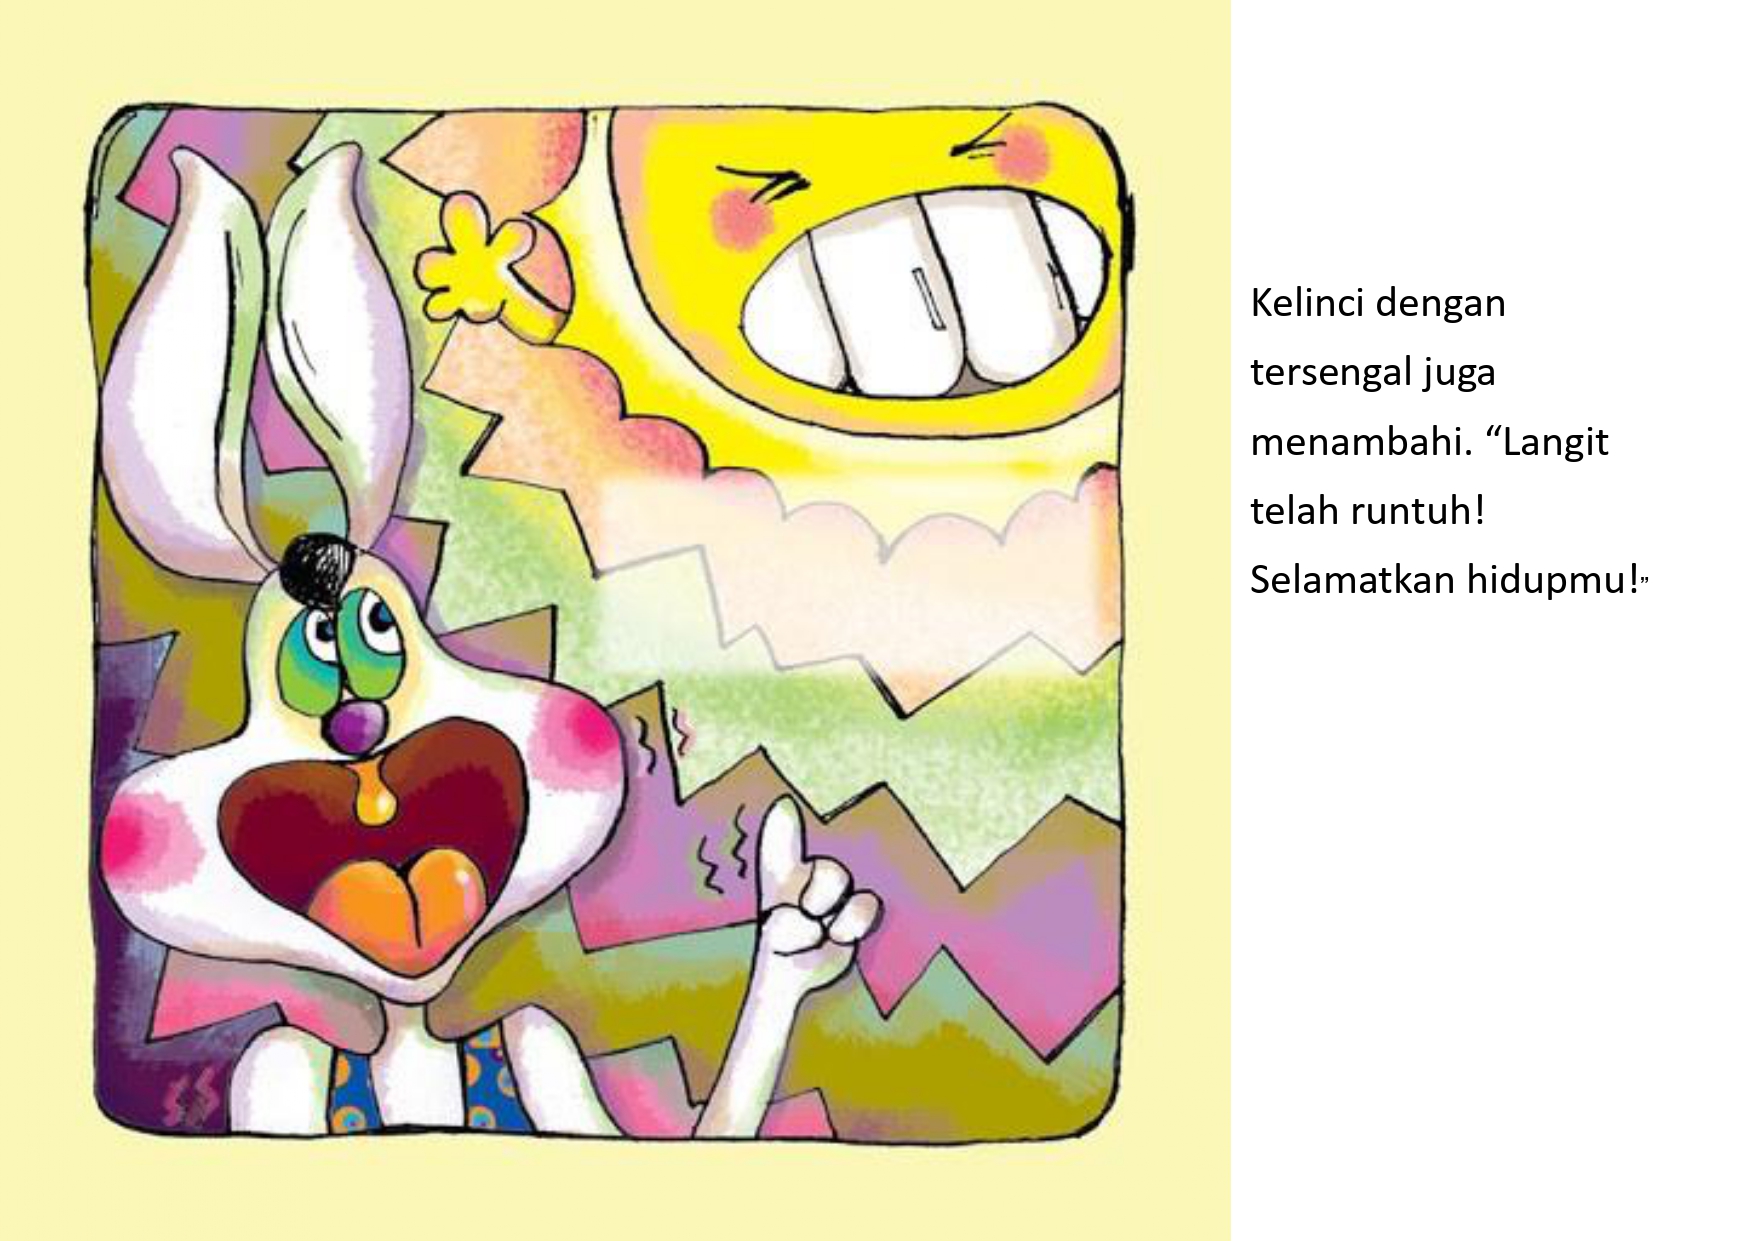 Kelinci dengan
tersengal juga
menambahi. “Langit
telah runtuh!
Selamatkan hidupmu!”